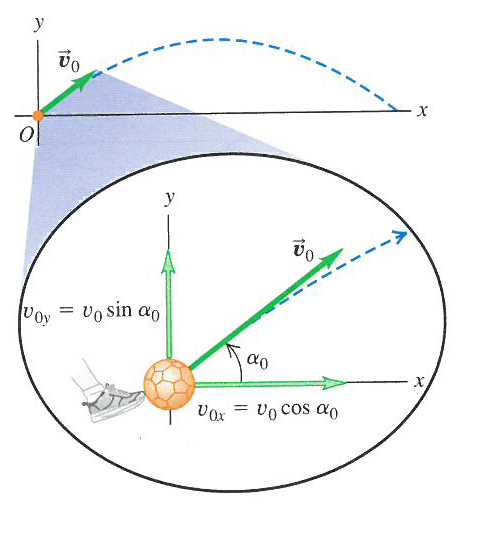 y
v⃗₀
x
O
y
v⃗₀
v₀y = v₀ sin α₀
α₀
x
v₀x = v₀ cos α₀